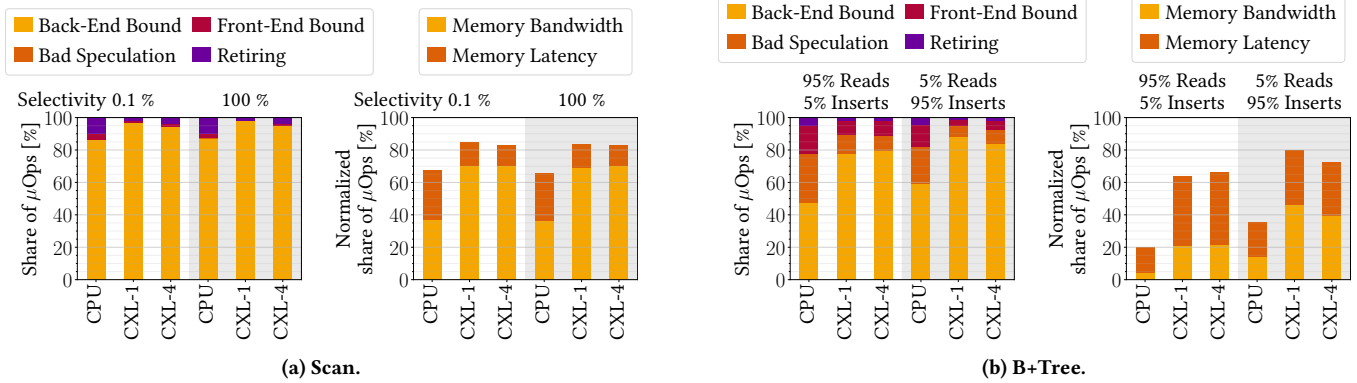 Back-End Bound Front-End Bound
Bad Speculation Retiring
Memory Bandwidth
Memory Latency
Selectivity 0.1 % 100 %
Share of μOps [%]
100
80
60
40
20
0
CPU
CXL-1
CXL-4
CPU
CXL-1
CXL-4
Selectivity 0.1 % 100 %
Normalized
share of μOps [%]
100
80
60
40
20
0
CPU
CXL-1
CXL-4
CPU
CXL-1
CXL-4
(a) Scan.
Back-End Bound Front-End Bound
Bad Speculation Retiring
Memory Bandwidth
Memory Latency
95% Reads 5% Reads
5% Inserts 95% Inserts
Share of μOps [%]
100
80
60
40
20
0
CPU
CXL-1
CXL-4
CPU
CXL-1
CXL-4
95% Reads 5% Reads
5% Inserts 95% Inserts
Normalized
share of μOps [%]
100
80
60
40
20
0
CPU
CXL-1
CXL-4
CPU
CXL-1
CXL-4
(b) B+Tree.